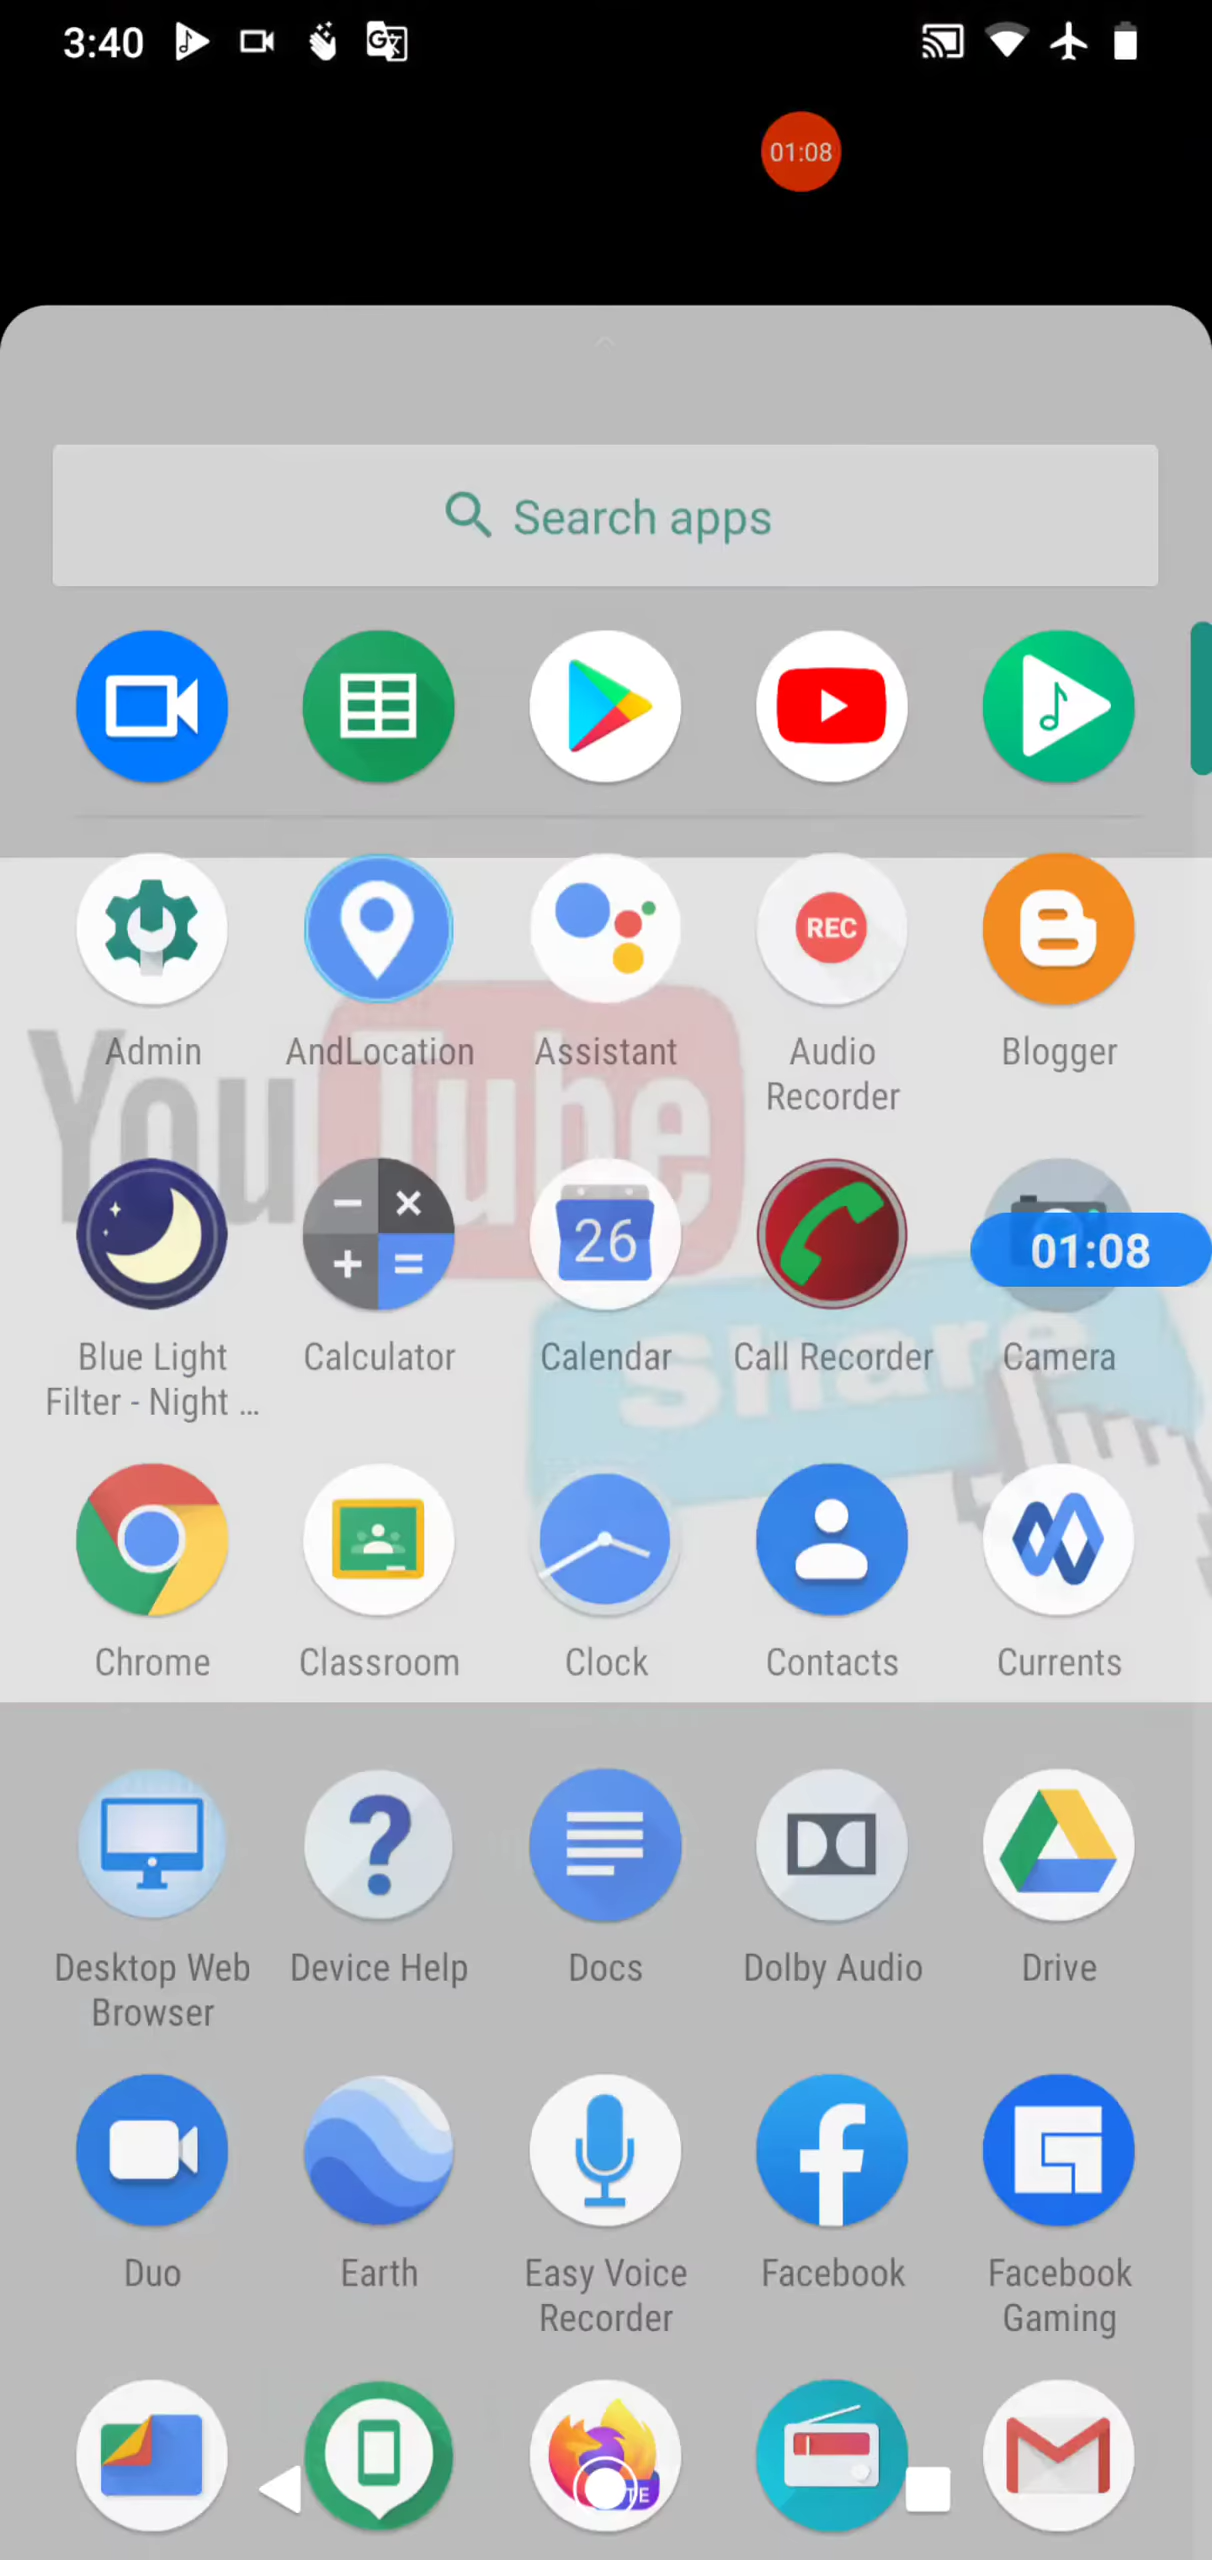 3:40
01:08
Search apps
Admin
AndLocation
Assistant
REC
Audio
Recorder
Blogger
YouTube
26
01:08
Blue Light
Filter - Night ...
Calculator
Calendar
Call Recorder
Camera
share
Chrome
Classroom
Clock
Contacts
Currents
Desktop Web
Browser
Device Help
Docs
Dolby Audio
Drive
Duo
Earth
Easy Voice
Recorder
Facebook
Facebook
Gaming